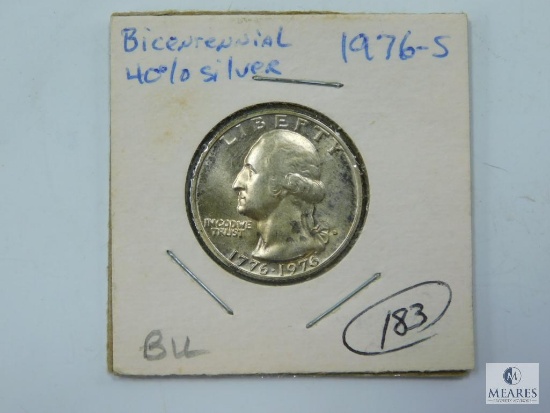 Bicentennial
40% silver
1976-S
LIBERTY
IN GOD WE
TRUST
S
1776-1976
BU
183
M
MEARES